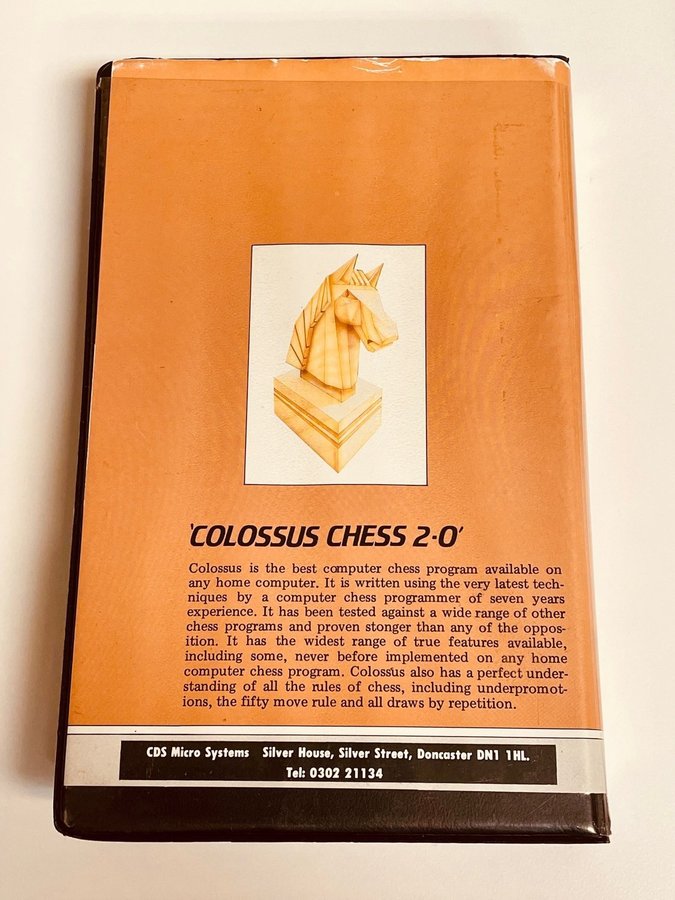 'COLOSSUS CHESS 2·0'
Colossus is the best computer chess program available on
any home computer. It is written using the very latest tech-
niques by a computer chess programmer of seven years
experience. It has been tested against a wide range of other
chess programs and proven stonger than any of the oppos-
ition. It has the widest range of true features available,
including some, never before implemented on any home
computer chess program. Colossus also has a perfect under-
standing of all the rules of chess, including underpromot-
ions, the fifty move rule and all draws by repetition.
CDS Micro Systems Silver House, Silver Street, Doncaster DN1 1HL.
Tel: 0302 21134